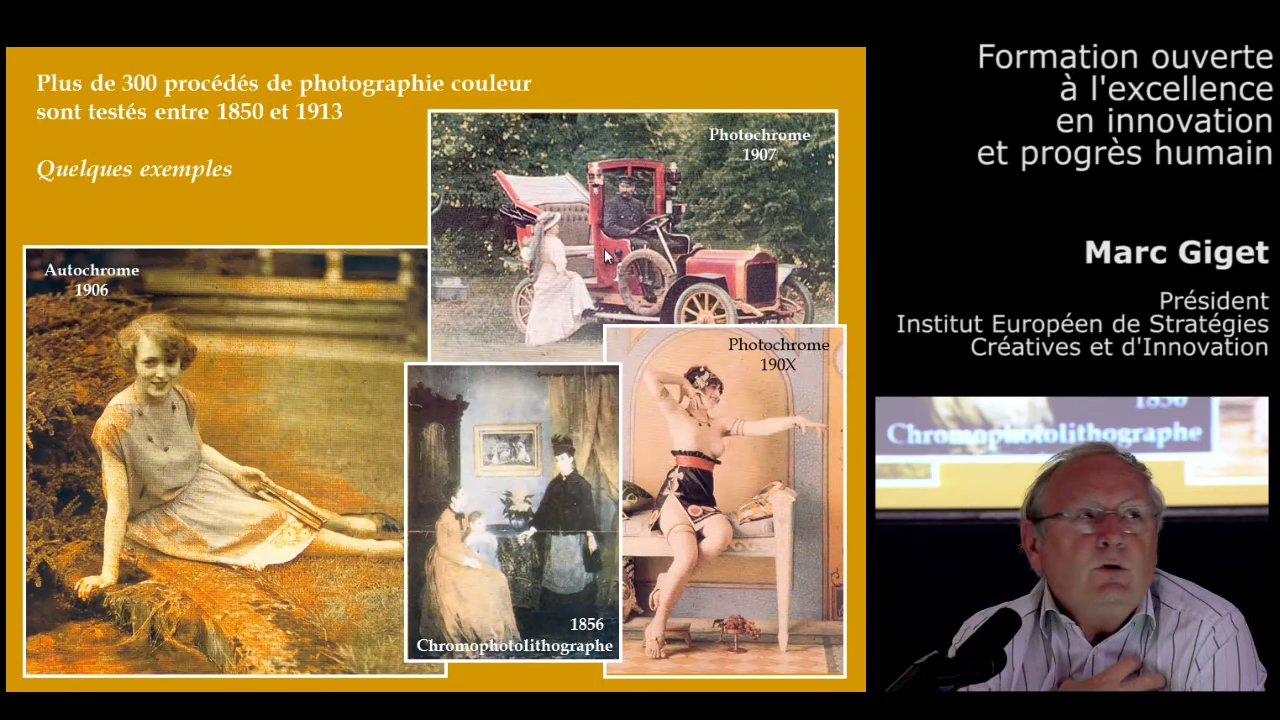 Plus de 300 procédés de photographie couleur
sont testés entre 1850 et 1913
Quelques exemples
Photochrome
1907
Autochrome
1906
Photochrome
190X
1856
Chromophotolithographe
Formation ouverte
à l'excellence
en innovation
et progrès humain
Marc Giget
Président
Institut Européen de Stratégies
Créatives et d'Innovation
1856
Chromophotolithographe